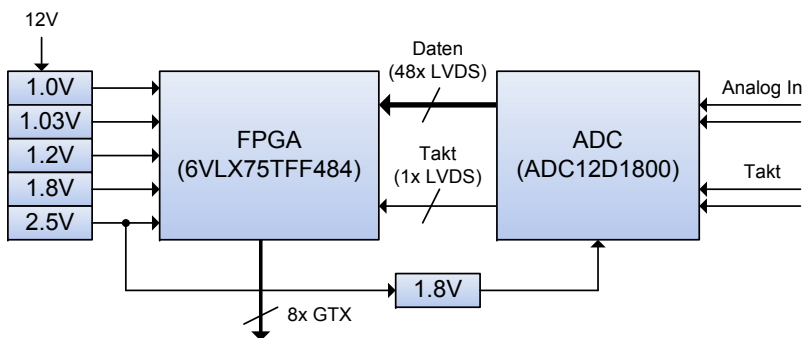 12V
1.0V
1.03V
1.2V
1.8V
2.5V
FPGA
(6VLX75TFF484)
Daten
(48x LVDS)
Takt
(1x LVDS)
ADC
(ADC12D1800)
Analog In
Takt
1.8V
8x GTX